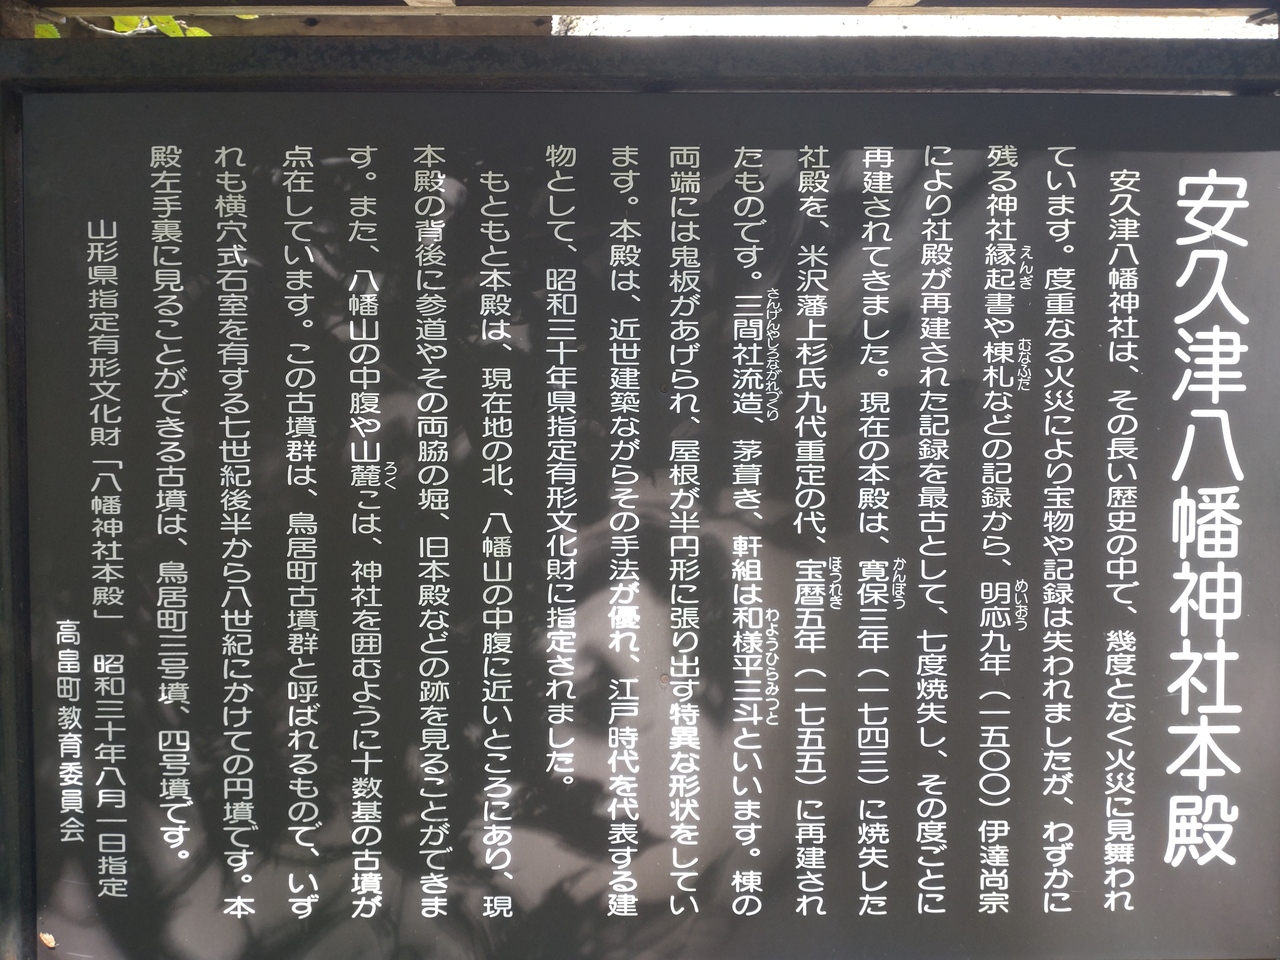 安久津八幡神社本殿
安久津八幡神社は、その長い歴史の中で、幾度となく火災に見舞われ
ています。度重なる火災により宝物や記録は失われましたが、わずかに
残る神社縁起書や棟札などの記録から、明応九年（一五〇〇）伊達尚宗
により社殿が再建された記録を最古として、七度焼失し、その度ごとに
再建されてきました。現在の本殿は、寛保三年（一七四三）に焼失した
社殿を、米沢藩上杉氏九代重定の代、宝暦五年（一七五五）に再建され
たものです。三間社流造、茅葺き、軒組は和様平三斗といいます。棟の
両端には鬼板があげられ、屋根が半円形に張り出す特異な形状をしてい
ます。本殿は、近世建築ながらその手法が優れ、江戸時代を代表する建
物として、昭和三十年県指定有形文化財に指定されました。
もともと本殿は、現在地の北、八幡山の中腹に近いところにあり、現
本殿の背後に参道やその両脇の堀、旧本殿などの跡を見ることができま
す。また、八幡山の中腹や山麓には、神社を囲むように十数基の古墳が
点在しています。この古墳群は、鳥居町古墳群と呼ばれるもので、いず
れも横穴式石室を有する七世紀後半から八世紀にかけての円墳です。本
殿左手裏に見ることができる古墳は、鳥居町三号墳、四号墳です。
山形県指定有形文化財「八幡神社本殿」 昭和三十年八月一日指定
高畠町教育委員会